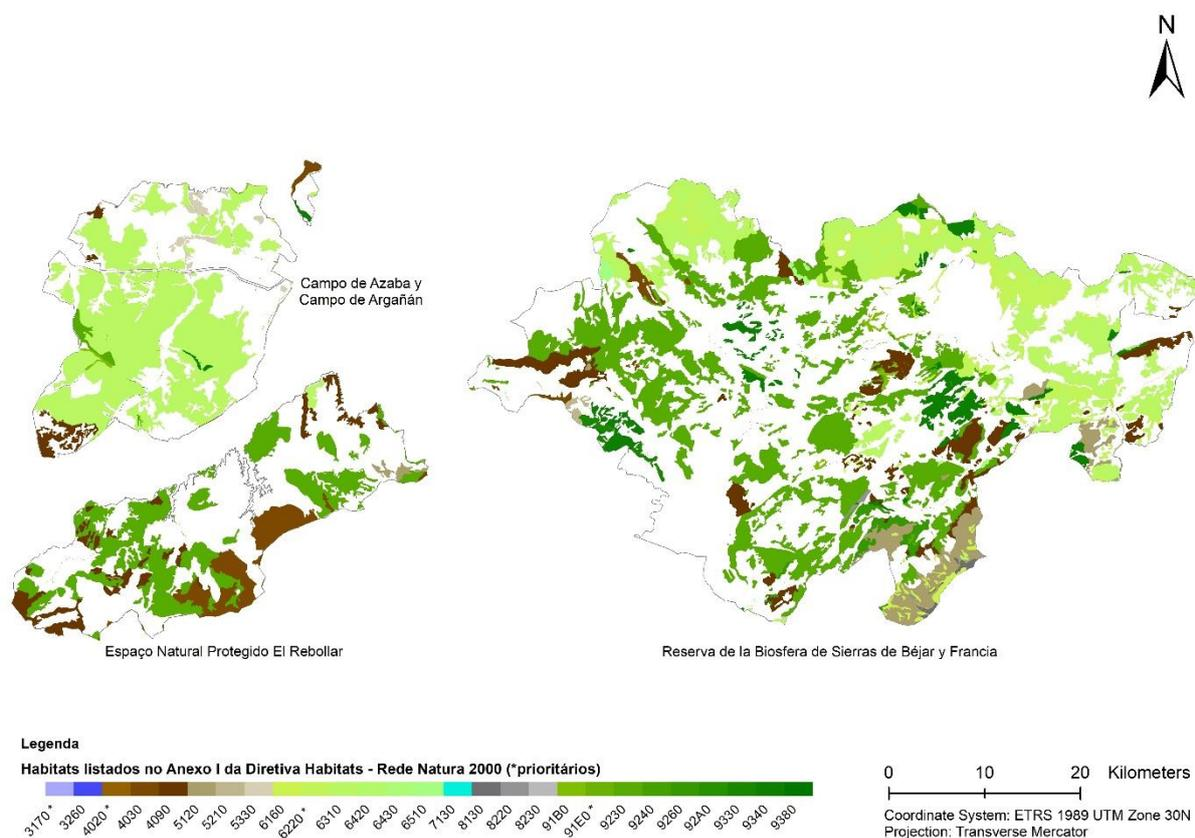 N
Campo de Azaba y
Campo de Argañán
Espaço Natural Protegido El Rebollar
Reserva de la Biosfera de Sierras de Béjar y Francia
Legenda
Habitats listados no Anexo I da Diretiva Habitats - Rede Natura 2000 (*prioritários)
3170* 3260 4020* 4030 4090 5120 5210 5330 6160 6220* 6310 6420 6430 6510 7130 8130 8220 8230 91B0 91E0* 9230 9240 9260 92A0 9330 9340 9380
0 10 20 Kilometers
Coordinate System: ETRS 1989 UTM Zone 30N
Projection: Transverse Mercator